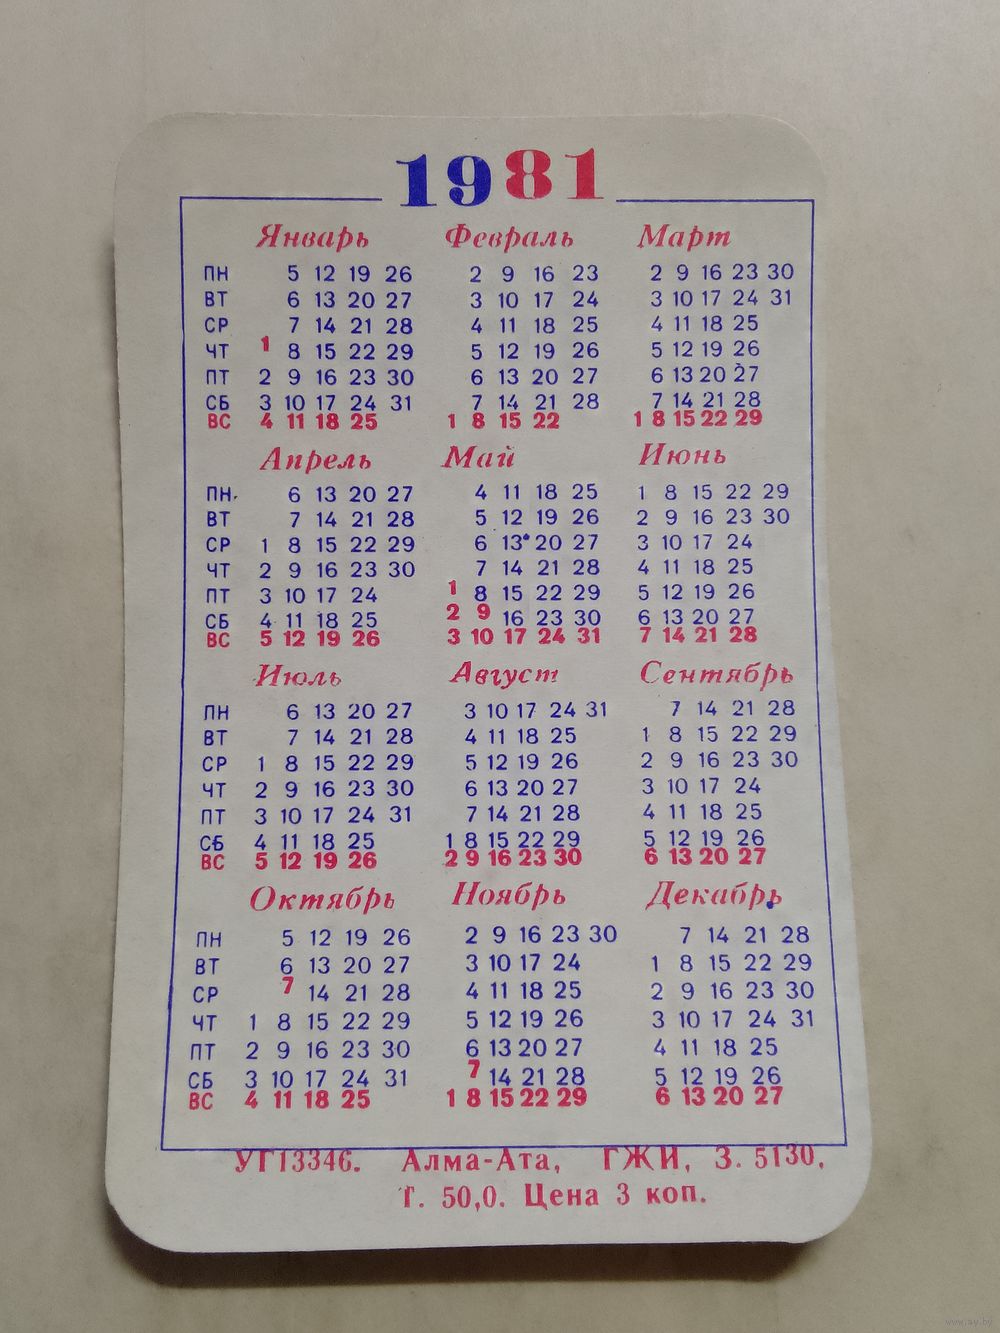 1981
Январь Февраль Март
ПН 5 12 19 26 2 9 16 23 2 9 16 23 30
ВТ 6 13 20 27 3 10 17 24 3 10 17 24 31
СР 7 14 21 28 4 11 18 25 4 11 18 25
ЧТ 1 8 15 22 29 5 12 19 26 5 12 19 26
ПТ 2 9 16 23 30 6 13 20 27 6 13 20 27
СБ 3 10 17 24 31 7 14 21 28 7 14 21 28
ВС 4 11 18 25 1 8 15 22 1 8 15 22 29
Апрель Май Июнь
ПН 6 13 20 27 4 11 18 25 1 8 15 22 29
ВТ 7 14 21 28 5 12 19 26 2 9 16 23 30
СР 1 8 15 22 29 6 13 20 27 3 10 17 24
ЧТ 2 9 16 23 30 7 14 21 28 4 11 18 25
ПТ 3 10 17 24 1 8 15 22 29 5 12 19 26
СБ 4 11 18 25 2 9 16 23 30 6 13 20 27
ВС 5 12 19 26 3 10 17 24 31 7 14 21 28
Июль Август Сентябрь
ПН 6 13 20 27 3 10 17 24 31 7 14 21 28
ВТ 7 14 21 28 4 11 18 25 1 8 15 22 29
СР 1 8 15 22 29 5 12 19 26 2 9 16 23 30
ЧТ 2 9 16 23 30 6 13 20 27 3 10 17 24
ПТ 3 10 17 24 31 7 14 21 28 4 11 18 25
СБ 4 11 18 25 1 8 15 22 29 5 12 19 26
ВС 5 12 19 26 2 9 16 23 30 6 13 20 27
Октябрь Ноябрь Декабрь
ПН 5 12 19 26 2 9 16 23 30 7 14 21 28
ВТ 6 13 20 27 3 10 17 24 1 8 15 22 29
СР 7 14 21 28 4 11 18 25 2 9 16 23 30
ЧТ 1 8 15 22 29 5 12 19 26 3 10 17 24 31
ПТ 2 9 16 23 30 6 13 20 27 4 11 18 25
СБ 3 10 17 24 31 7 14 21 28 5 12 19 26
ВС 4 11 18 25 1 8 15 22 29 6 13 20 27
УГ13346. Алма-Ата, ГЖИ, З. 5130,
Т. 50,0. Цена 3 коп.
www.ay.by